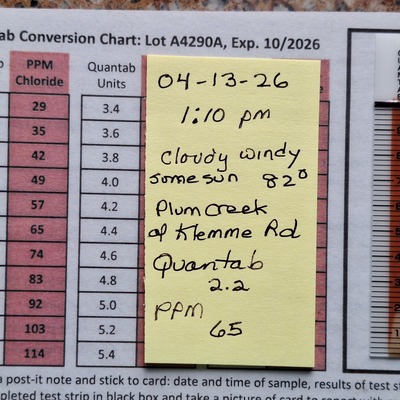 ab Conversion Chart: Lot A4290A, Exp. 10/2026
PPM Chloride Quantab Units
29 3.4
35 3.6
42 3.8
49 4.0
57 4.2
65 4.4
74 4.6
83 4.8
92 5.0
103 5.2
114 5.4
04-13-26
1:10 pm
Cloudy windy
some sun 82°
Plum creek
at Klemme Rd
Quantab
2.2
PPM
65
a post-it note and stick to card: date and time of sample, results of test st
pleted test strip in black box and take a picture of card to report with